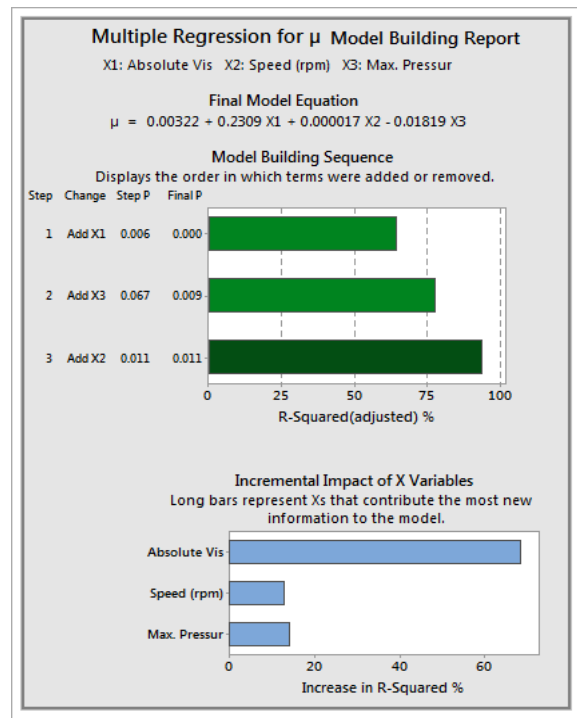 Multiple Regression for μ Model Building Report
X1: Absolute Vis X2: Speed (rpm) X3: Max. Pressur
Final Model Equation
μ = 0.00322 + 0.2309 X1 + 0.000017 X2 - 0.01819 X3
Model Building Sequence
Displays the order in which terms were added or removed.
Step Change Step P Final P
1 Add X1 0.006 0.000
2 Add X3 0.067 0.009
3 Add X2 0.011 0.011
0 25 50 75 100
R-Squared(adjusted) %
Incremental Impact of X Variables
Long bars represent Xs that contribute the most new
information to the model.
Absolute Vis
Speed (rpm)
Max. Pressur
0 20 40 60
Increase in R-Squared %